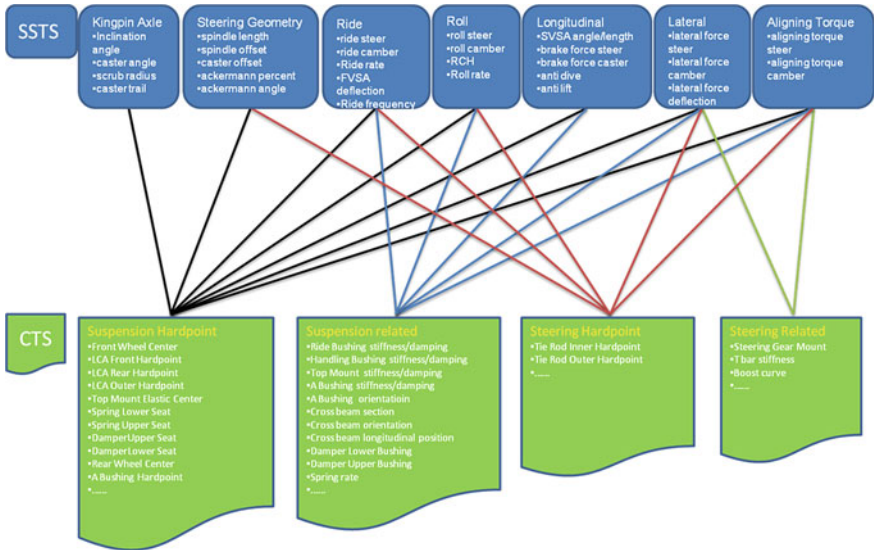 SSTS
Kingpin Axle
•Inclination
angle
•caster angle
•scrub radius
•caster trail
Steering Geometry
•spindle length
•spindle offset
•caster offset
•ackermann percent
•ackermann angle
Ride
•ride steer
•ride camber
•Ride rate
•FVSA
deflection
•Ride frequency
Roll
•roll steer
•roll camber
•RCH
•Roll rate
Longitudinal
•SVSA angle/length
•brake force steer
•brake force caster
•anti dive
•anti lift
Lateral
•lateral force
steer
•lateral force
camber
•lateral force
deflection
Aligning Torque
•aligning torque
steer
•aligning torque
camber
CTS
Suspension Hardpoint
•Front Wheel Center
•LCA Front Hardpoint
•LCA Rear Hardpoint
•LCA Outer Hardpoint
•Top Mount Elastic Center
•Spring Lower Seat
•Spring Upper Seat
•DamperUpper Seat
•DamperLower Seat
•Rear Wheel Center
•A Bushing Hardpoint
•......
Suspension related
•Ride Bushing stiffness/damping
•Handling Bushing stiffness/damping
•Top Mount stiffness/damping
•A Bushing stiffness/damping
•A Bushing orientatioin
•Cross beam section
•Cross beam orientation
•Cross beam longitudinal position
•Damper Lower Bushing
•Damper Upper Bushing
•Spring rate
•......
Steering Hardpoint
•Tie Rod Inner Hardpoint
•Tie Rod Outer Hardpoint
•......
Steering Related
•Steering Gear Mount
•T bar stiffness
•Boost curve
•......